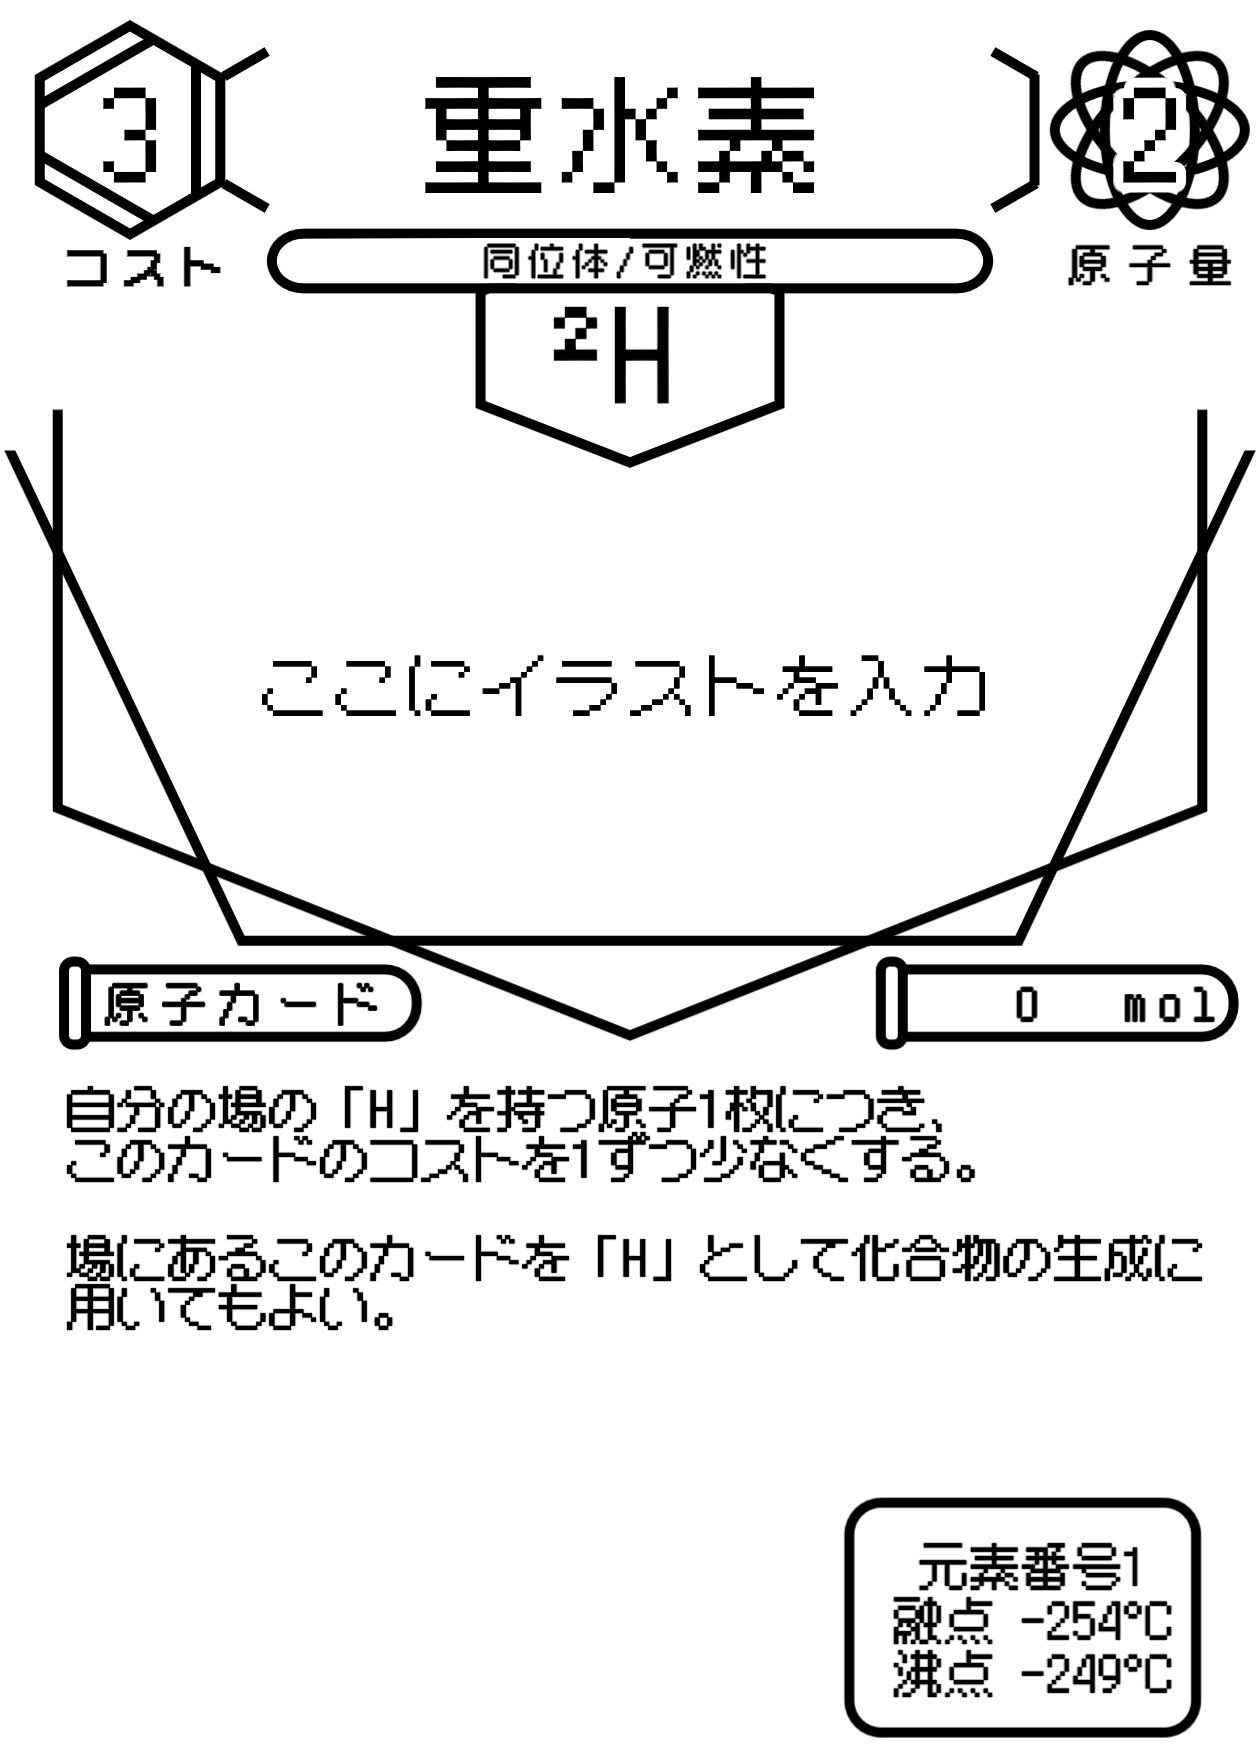 3
重水素
2
コスト
同位体/可燃性
原子量
²H
ここにイラストを入力
原子カード
0 mol
自分の場の「H」を持つ原子1枚につき、
このカードのコストを1ずつ少なくする。
場にあるこのカードを「H」として化合物の生成に
用いてもよい。
元素番号1
融点 -254℃
沸点 -249℃